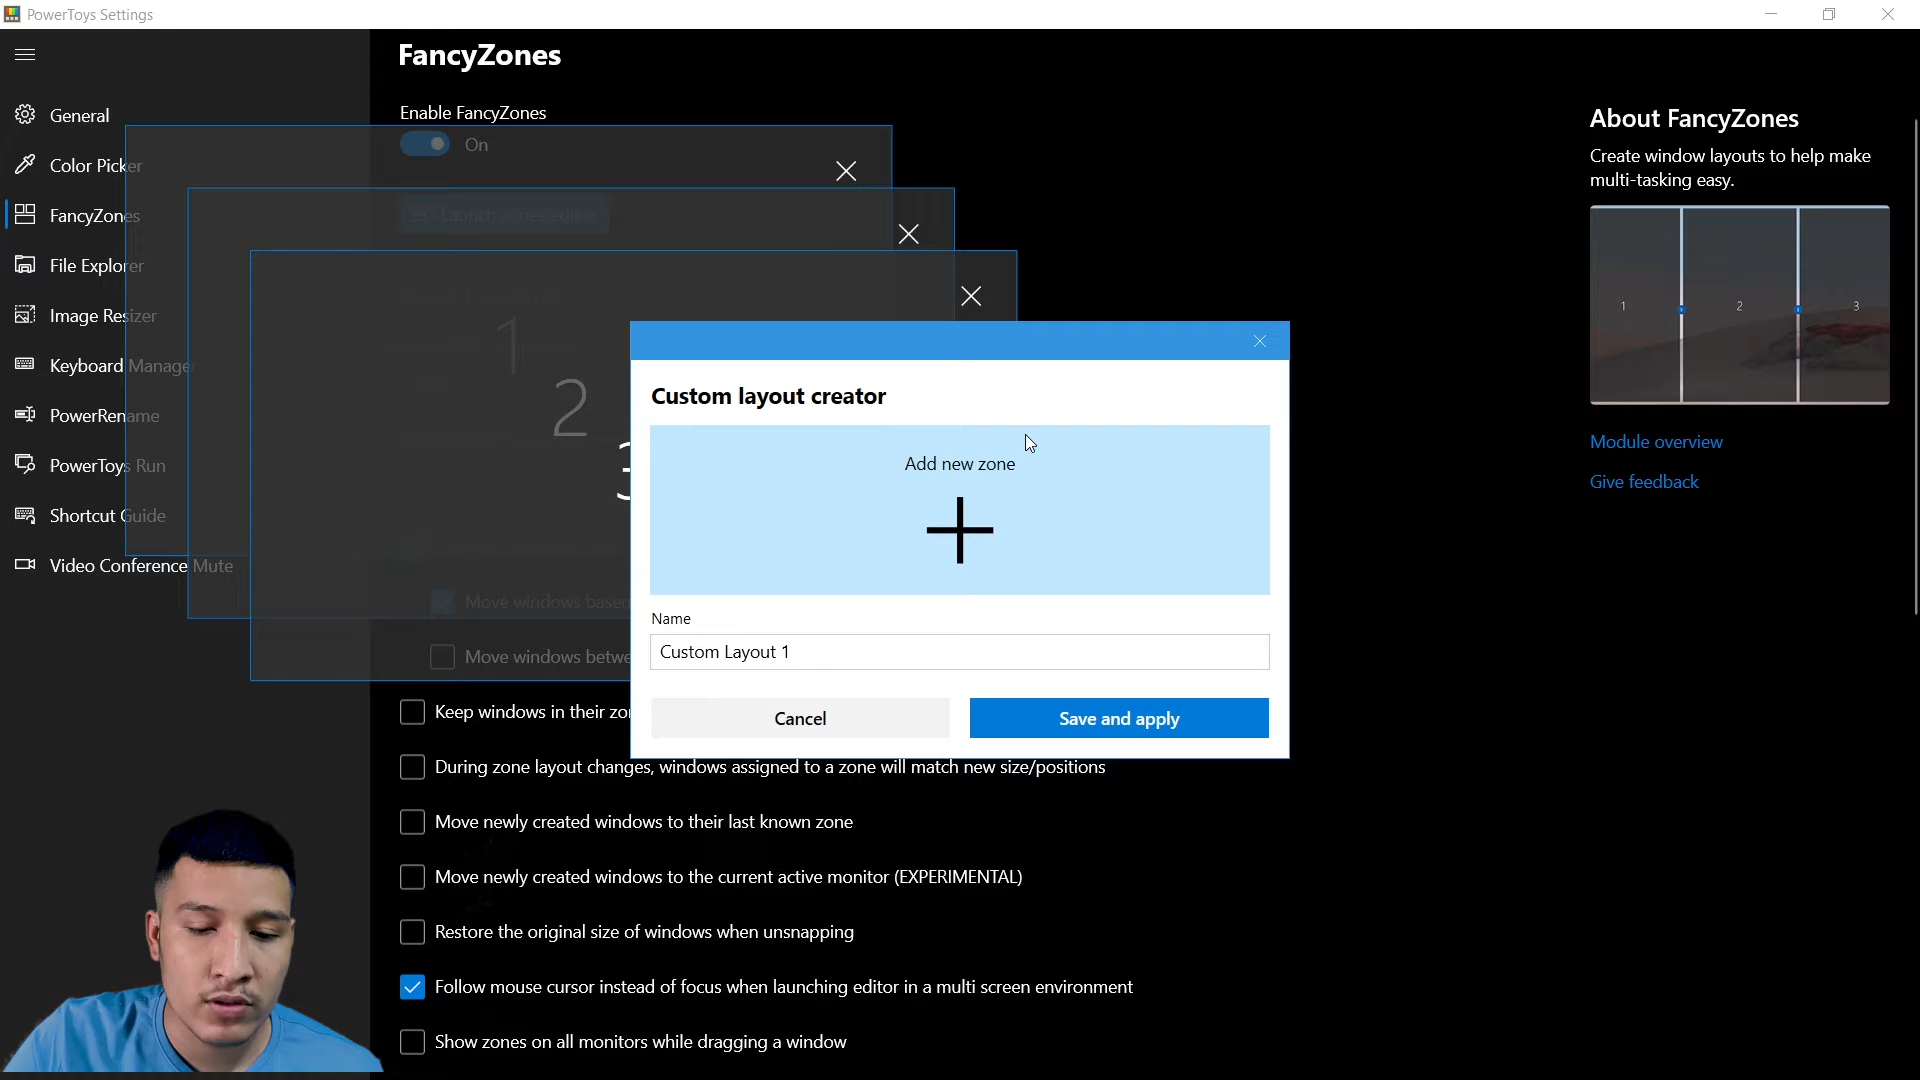 PowerToys Settings
FancyZones
General
Color Picker
FancyZones
File Explorer
Image Resizer
Keyboard Manager
PowerRename
PowerToys Run
Shortcut Guide
Video Conference Mute
Enable FancyZones
On
Launch zones editor
1
2
3
Move windows based
Move windows betwe
Keep windows in their zo
During zone layout changes, windows assigned to a zone will match new size/positions
Move newly created windows to their last known zone
Move newly created windows to the current active monitor (EXPERIMENTAL)
Restore the original size of windows when unsnapping
Follow mouse cursor instead of focus when launching editor in a multi screen environment
Show zones on all monitors while dragging a window
Custom layout creator
Add new zone
Name
Custom Layout 1
Cancel
Save and apply
About FancyZones
Create window layouts to help make
multi-tasking easy.
1 2 3
Module overview
Give feedback